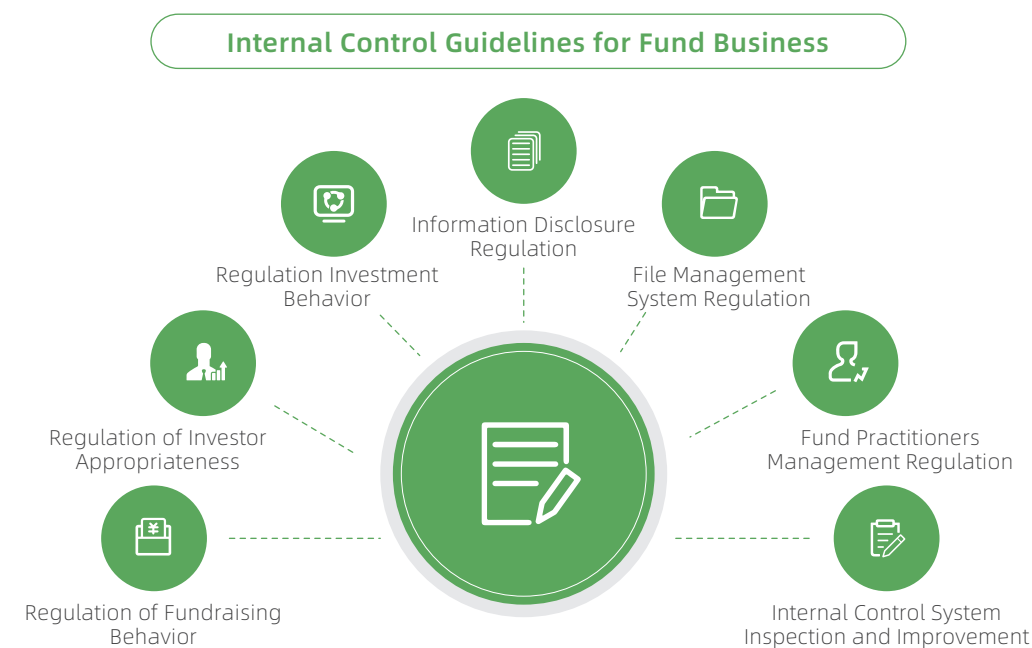 Internal Control Guidelines for Fund Business
Information Disclosure
Regulation
Regulation Investment
Behavior
File Management
System Regulation
Regulation of Investor
Appropriateness
Fund Practitioners
Management Regulation
¥
Regulation of Fundraising
Behavior
Internal Control System
Inspection and Improvement